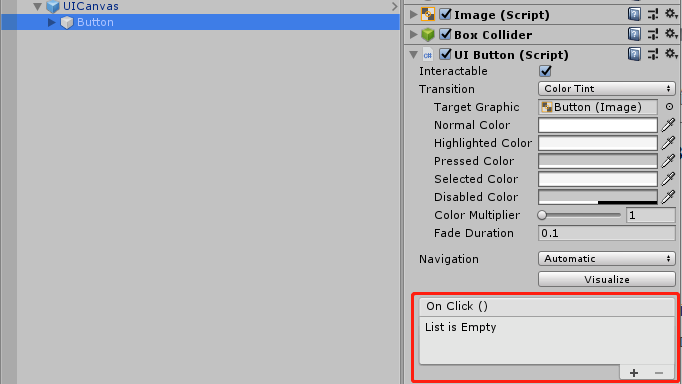 UICanvas
Button
Image (Script)
Box Collider
UI Button (Script)
Interactable
Transition Color Tint
Target Graphic Button (Image)
Normal Color
Highlighted Color
Pressed Color
Selected Color
Disabled Color
Color Multiplier 1
Fade Duration 0.1
Navigation Automatic
Visualize
On Click ()
List is Empty